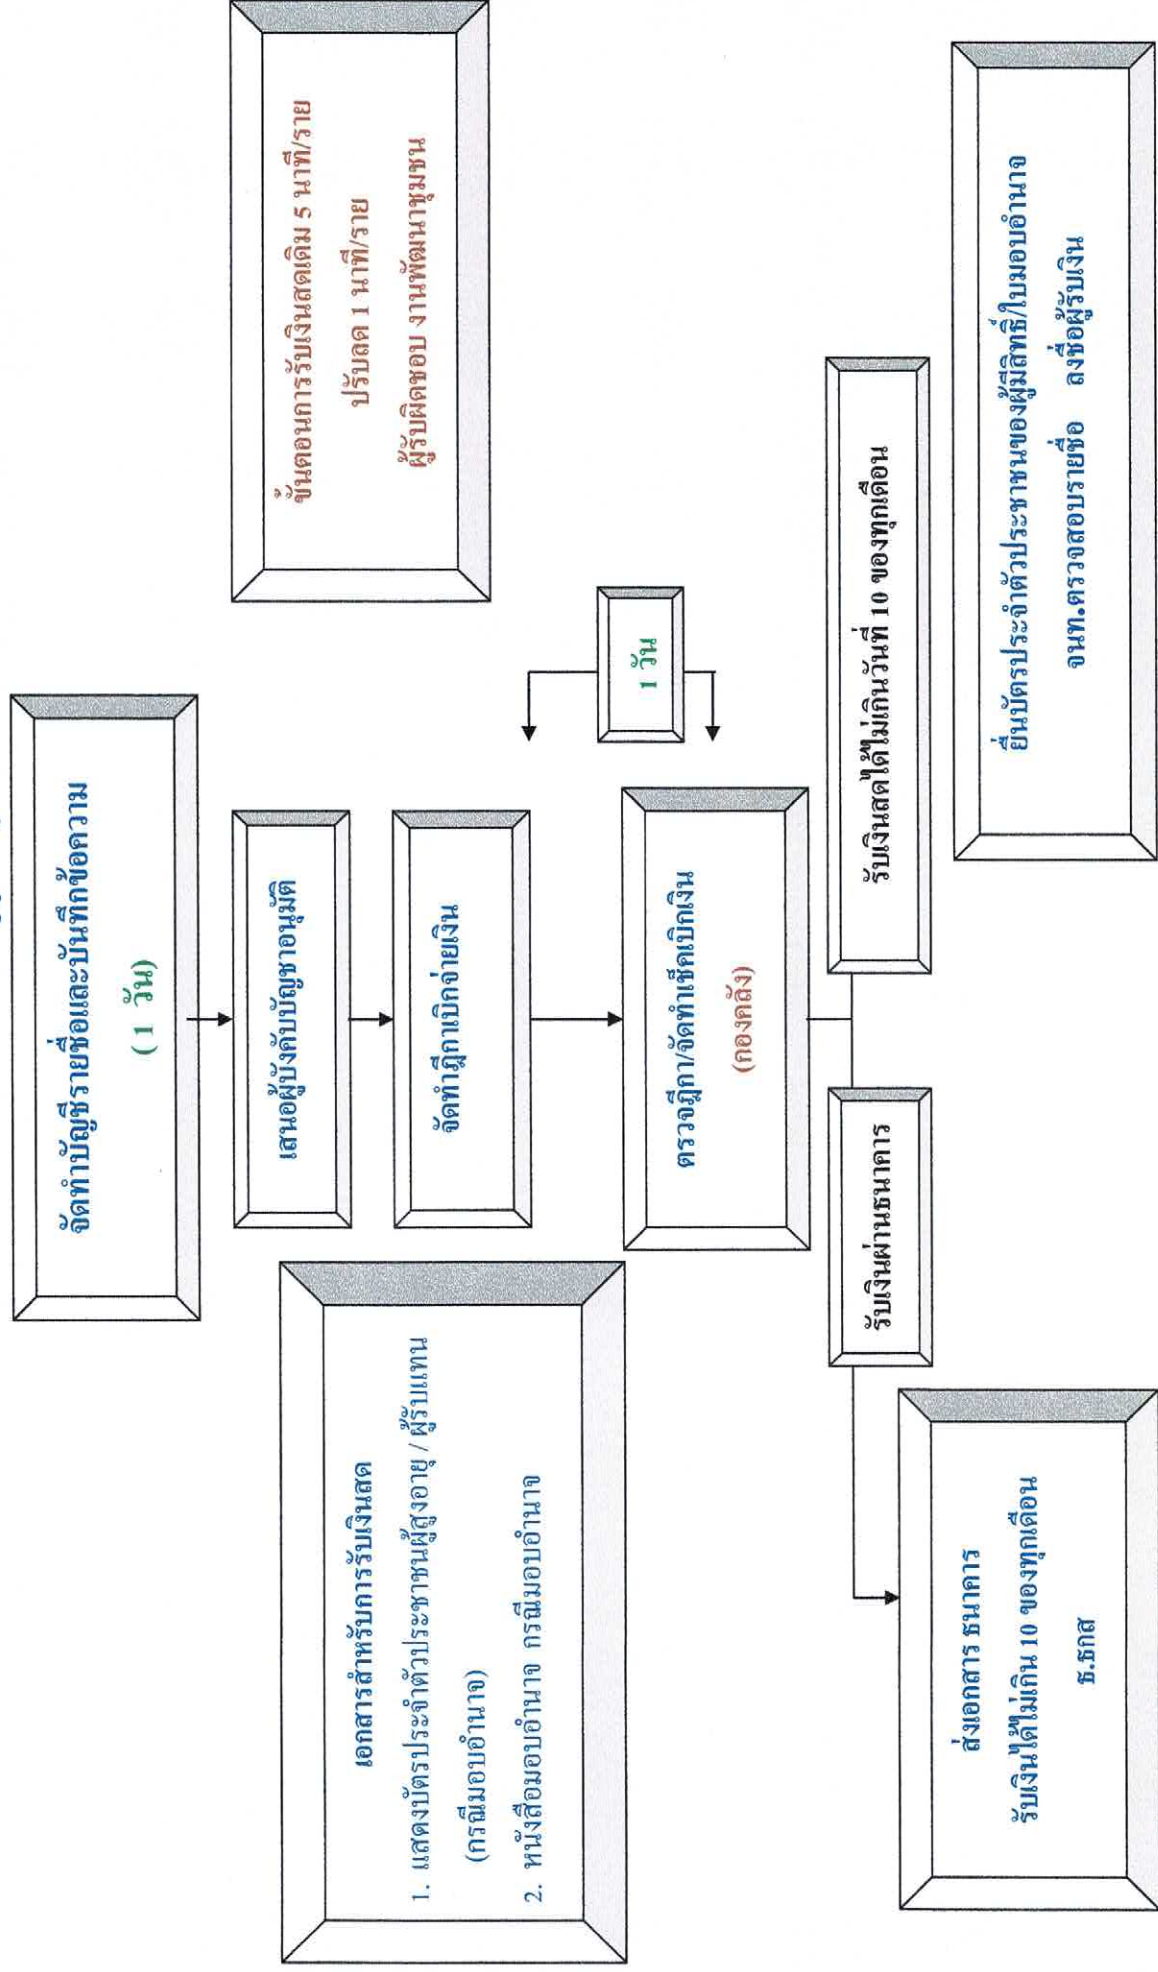 จัดทำบัญชีรายชื่อและบันทึกข้อความ
( 1 วัน)
เสนอผู้บังคับบัญชาอนุมัติ
จัดทำฎีกาเบิกจ่ายเงิน
ขั้นตอนการรับเงินสดเดิม 5 นาที/ราย
ปรับลด 1 นาที/ราย
ผู้รับผิดชอบ งานพัฒนาชุมชน
เอกสารสำหรับการรับเงินสด
1. แสดงบัตรประจำตัวประชาชนผู้สูงอายุ / ผู้รับแทน
(กรณีมอบอำนาจ)
2. หนังสือมอบอำนาจ กรณีมอบอำนาจ
1 วัน
ตรวจฎีกา/จัดทำเช็คเบิกเงิน
(กองคลัง)
รับเงินผ่านธนาคาร
รับเงินสดได้ไม่เกินวันที่ 10 ของทุกเดือน
ส่งเอกสาร ธนาคาร
รับเงินได้ไม่เกิน 10 ของทุกเดือน
ธ.ธกส
ยื่นบัตรประจำตัวประชาชนของผู้มีสิทธิ์/ใบมอบอำนาจ
จนท.ตรวจสอบรายชื่อ ลงชื่อผู้รับเงิน